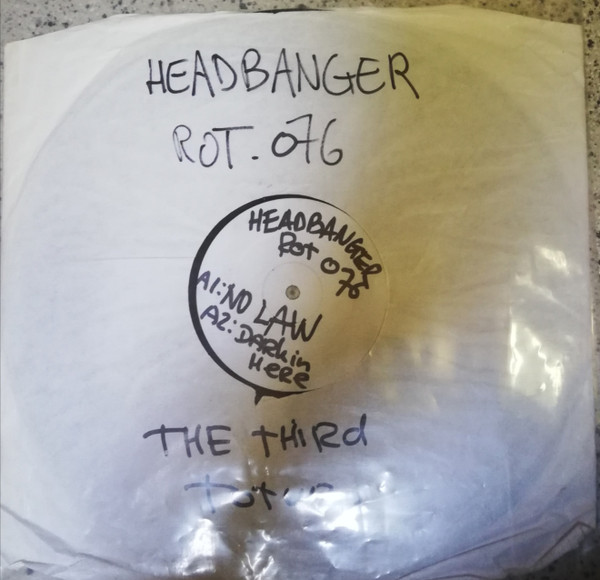 HEADBANGER
ROT. 076
HEADBANGER
Rot 076
A1: NO LAW
A2: DARK in
HERE
THE THIRd